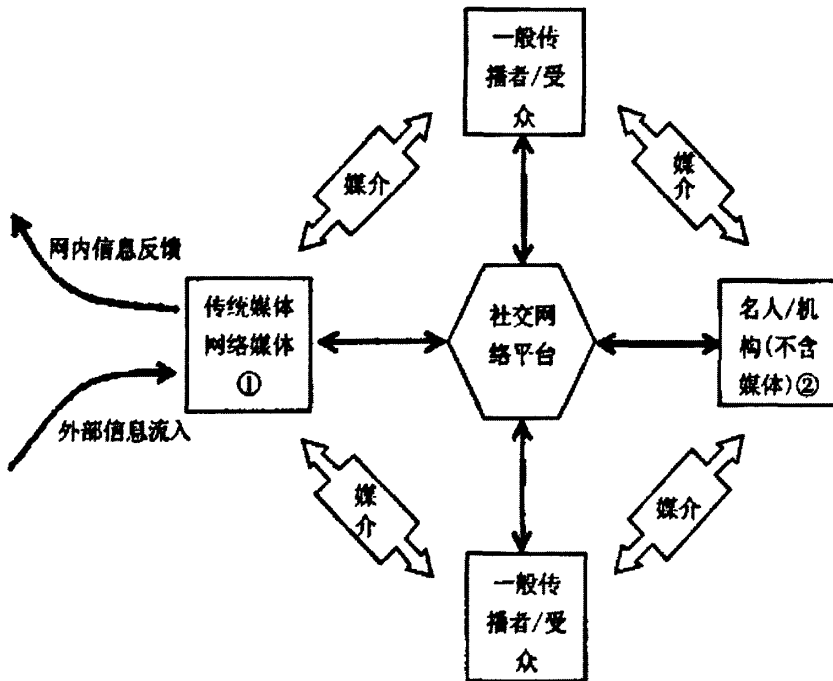 一般传
播者/受
众
媒介
媒
介
网内信息反馈
传统媒体
网络媒体
①
社交网
络平台
名人/机
构(不含
媒体)②
外部信息流入
媒
介
媒介
一般传
播者/受
众